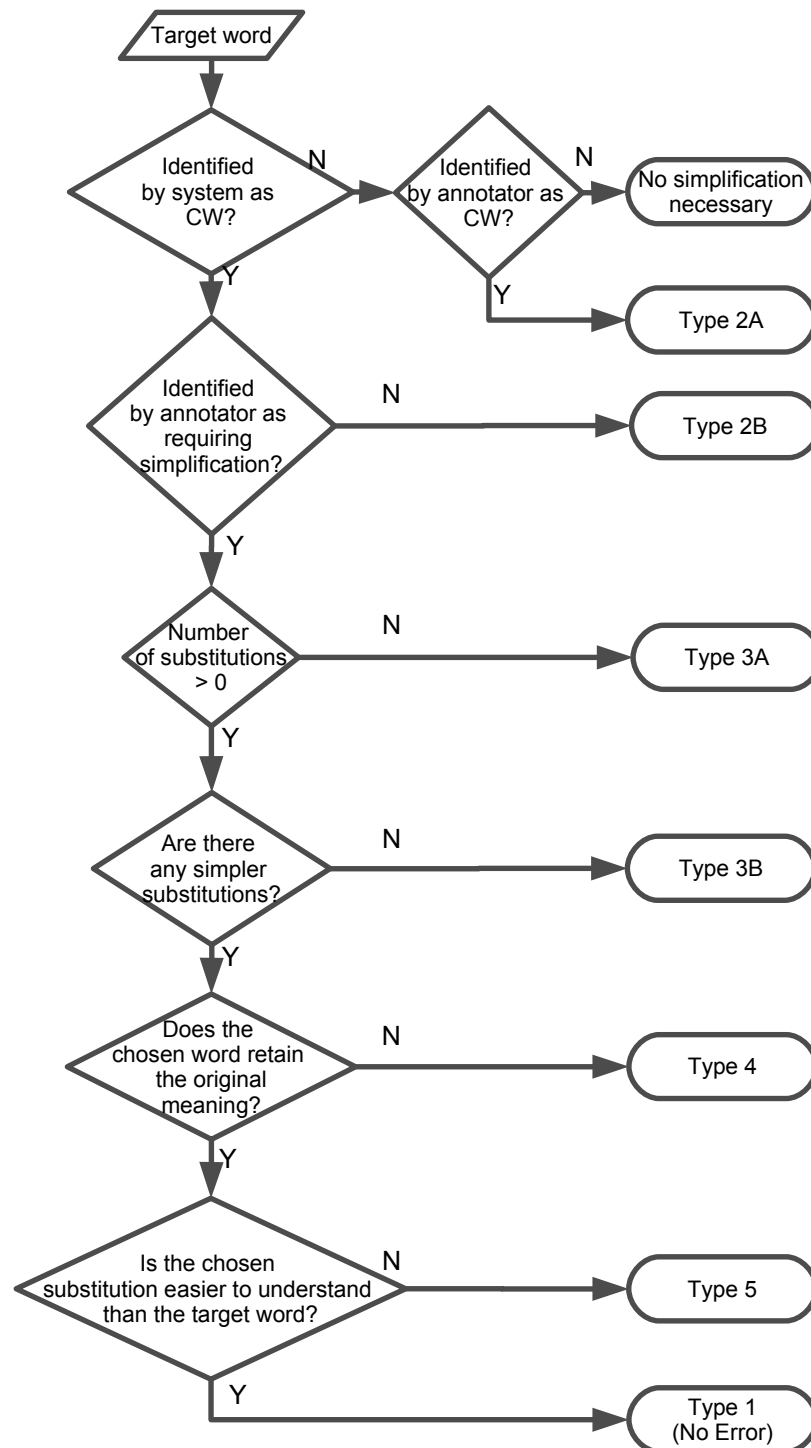 Target word
Identified
by system as
CW?
N
Identified
by annotator as
CW?
N
No simplification
necessary
Y
Y
Type 2A
Identified
by annotator as
requiring
simplification?
N
Type 2B
Y
Number
of substitutions
> 0
N
Type 3A
Y
Are there
any simpler
substitutions?
N
Type 3B
Y
Does the
chosen word retain
the original
meaning?
N
Type 4
Y
Is the chosen
substitution easier to understand
than the target word?
N
Type 5
Y
Type 1
(No Error)